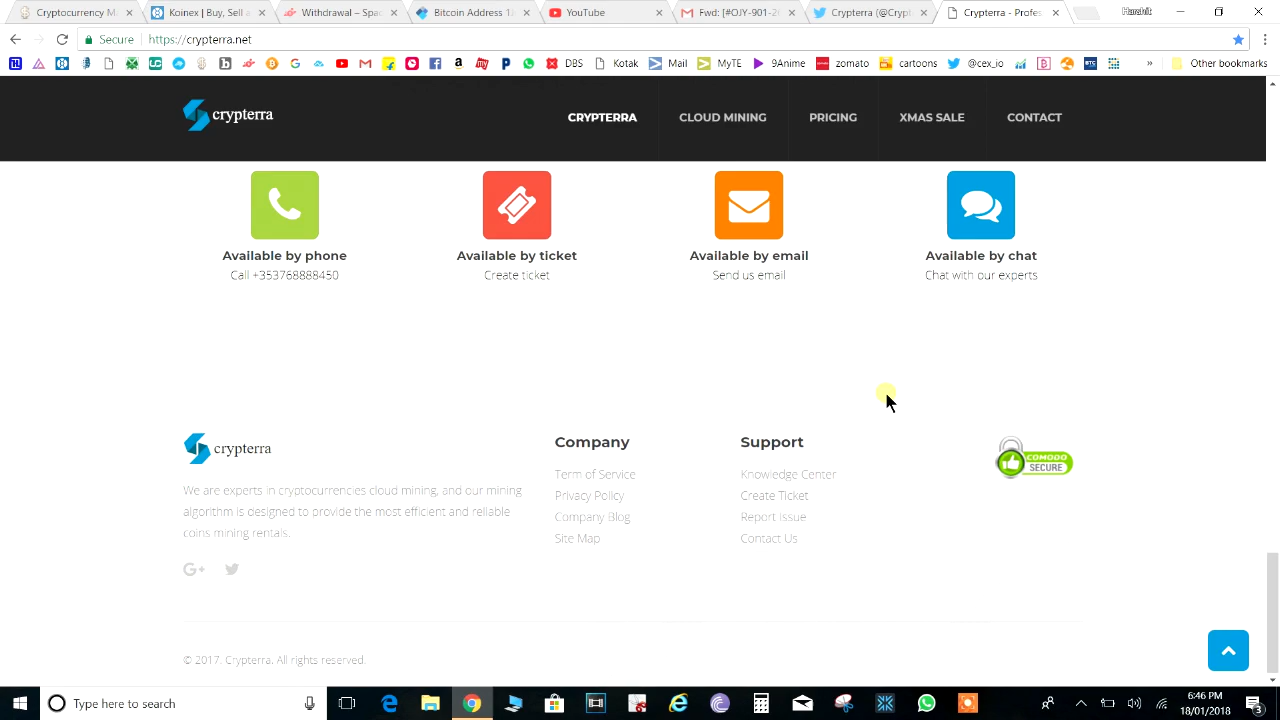 Cryptocurrency M
Koinex | Buy, Sell a
Withdrawal – Spac
Bitcoin Address 1
YouTube
Fwd: [#OJY-901-2
Crypterra (@Crypt
Crypterra - Profes
Secure https://crypterra.net
DBS
Kotak
Mail
MyTE
9Anime
zomato
cartoons
@cex_io
Other bookmarks
crypterra
CRYPTERRA
CLOUD MINING
PRICING
XMAS SALE
CONTACT
Available by phone
Call +353768888450
Available by ticket
Create ticket
Available by email
Send us email
Available by chat
Chat with our experts
crypterra
We are experts in cryptocurrencies cloud mining, and our mining
algorithm is designed to provide the most efficient and reliable
coins mining rentals.
Company
Term of Service
Privacy Policy
Company Blog
Site Map
Support
Knowledge Center
Create Ticket
Report Issue
Contact Us
COMODO
SECURE
© 2017. Crypterra. All rights reserved.
Type here to search
6:46 PM
18/01/2018